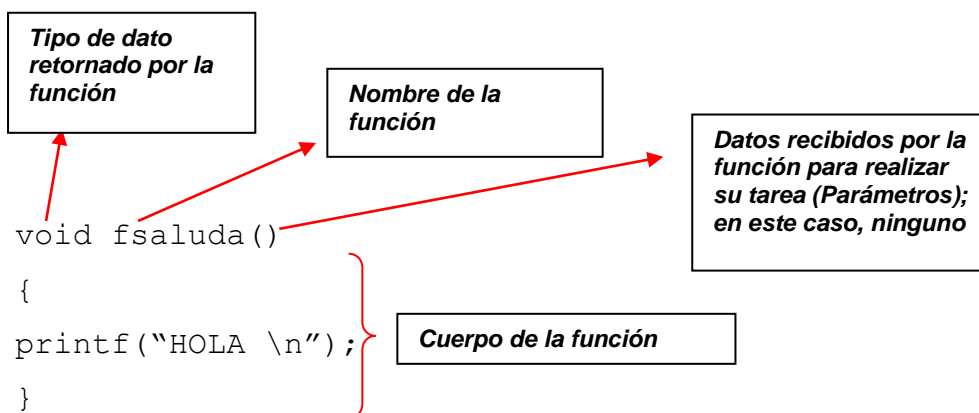 Tipo de dato
retornado por la
función
Nombre de la
función
Datos recibidos por la
función para realizar
su tarea (Parámetros);
en este caso, ninguno
void fsaluda()
{
printf(“HOLA \n”);
}
Cuerpo de la función